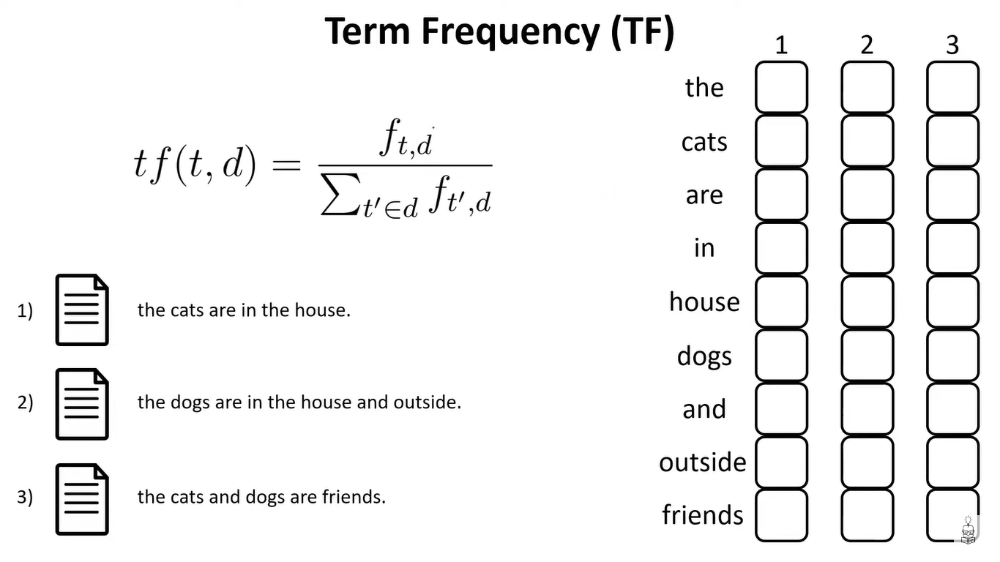 Term Frequency (TF)
1 2 3
tf(t, d) = \frac{f_{t,d}}{\sum_{t' \in d} f_{t',d}}
1) the cats are in the house.
2) the dogs are in the house and outside.
3) the cats and dogs are friends.
the
cats
are
in
house
dogs
and
outside
friends